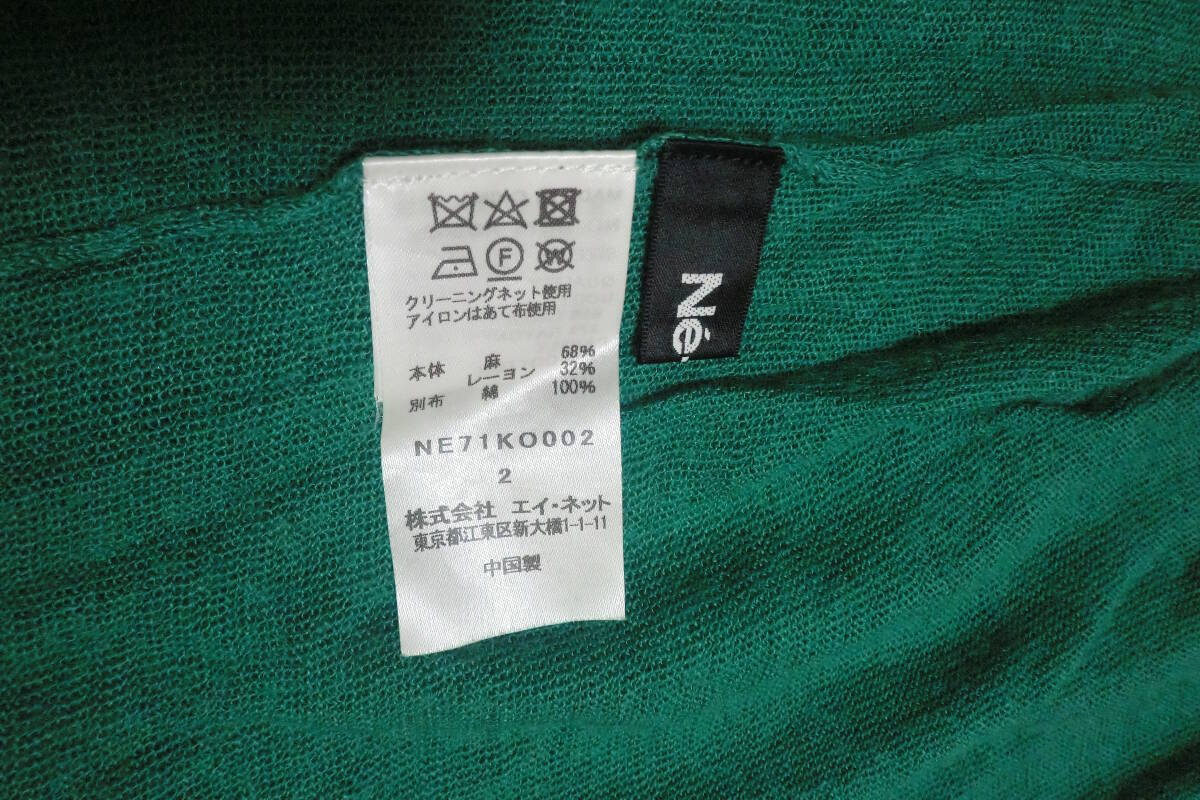 F W
クリーニングネット使用
アイロンはあて布使用
本体 麻 68%
レーヨン 32%
別布 綿 100%
NE71KO002
2
株式会社 エイ・ネット
東京都江東区新大橋1-1-11
中国製
Né